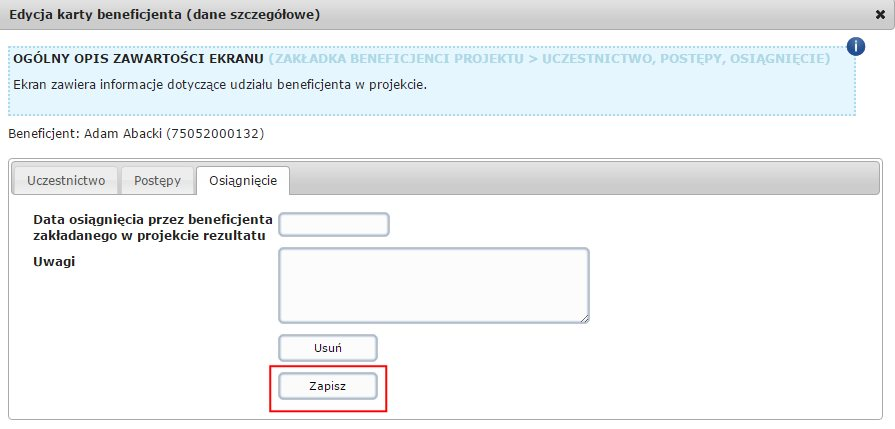 Edycja karty beneficjenta (dane szczegółowe)
OGÓLNY OPIS ZAWARTOŚCI EKRANU (ZAKŁADKA BENEFICJENCI PROJEKTU > UCZESTNICTWO, POSTĘPY, OSIĄGNIĘCIE)
Ekran zawiera informacje dotyczące udziału beneficjenta w projekcie.
Beneficjent: Adam Abacki (75052000132)
Uczestnictwo Postępy Osiągnięcie
Data osiągnięcia przez beneficjenta
zakładanego w projekcie rezultatu
Uwagi
Usuń
Zapisz